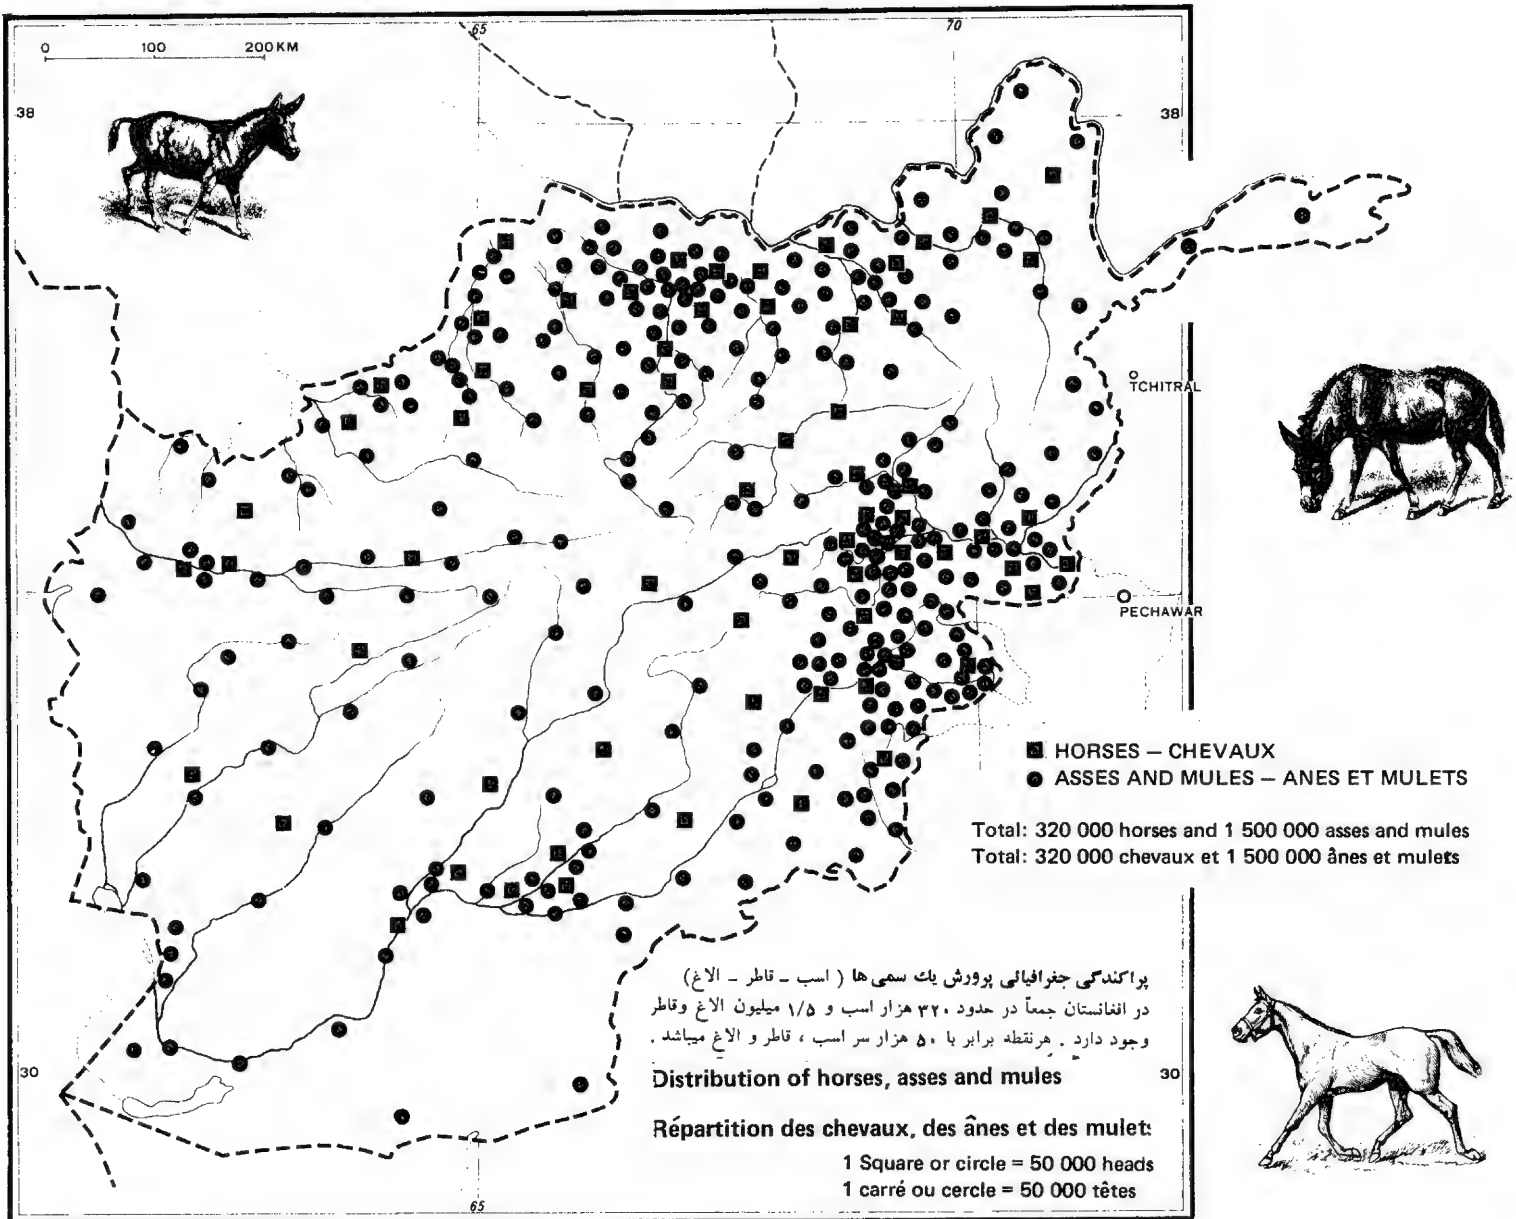 65
70
0 100 200 KM
38
38
TCHITRAL
PECHAWAR
HORSES – CHEVAUX
ASSES AND MULES – ANES ET MULETS
Total: 320 000 horses and 1 500 000 asses and mules
Total: 320 000 chevaux et 1 500 000 ânes et mulets
پراکندگی جغرافیائی پرورش یك سمی ها ( اسب ـ قاطر ـ الاغ )
در افغانستان جمعاً در حدود ۳۲۰ هزار اسب و ۱/۵ میلیون الاغ وقاطر
وجود دارد . هرنقطه برابر با ۵۰ هزار سر اسب ، قاطر و الاغ میباشد .
30
30
Distribution of horses, asses and mules
Répartition des chevaux, des ânes et des mulets
1 Square or circle = 50 000 heads
1 carré ou cercle = 50 000 têtes
65